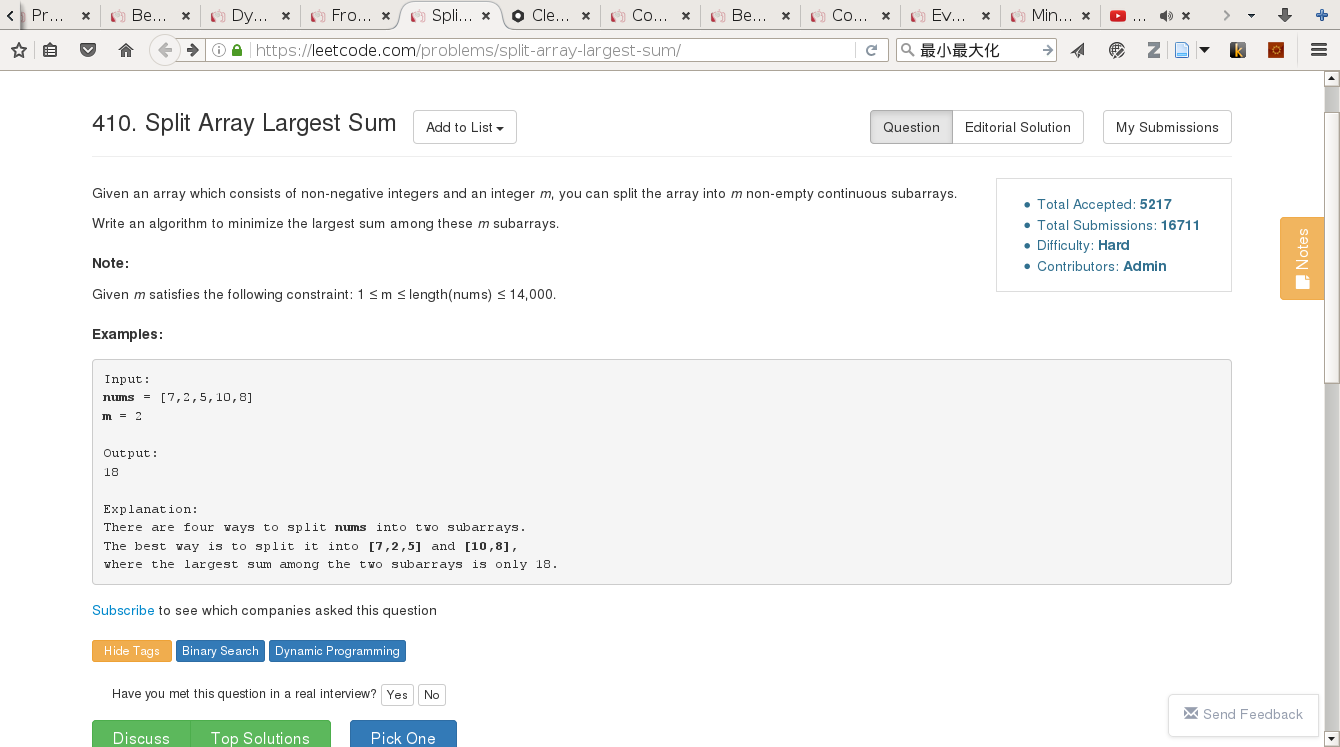 Pr... Be... Dy... Fro... Spli... Cle... Co... Be... Co... Ev... Min... ...
https://leetcode.com/problems/split-array-largest-sum/ 最小最大化
410. Split Array Largest Sum Add to List Question Editorial Solution My Submissions
Given an array which consists of non-negative integers and an integer m, you can split the array into m non-empty continuous subarrays.
Write an algorithm to minimize the largest sum among these m subarrays.
Total Accepted: 5217
Total Submissions: 16711
Difficulty: Hard
Contributors: Admin
Notes
Note:
Given m satisfies the following constraint: 1 ≤ m ≤ length(nums) ≤ 14,000.
Examples:
Input:
nums = [7,2,5,10,8]
m = 2
Output:
18
Explanation:
There are four ways to split nums into two subarrays.
The best way is to split it into [7,2,5] and [10,8],
where the largest sum among the two subarrays is only 18.
Subscribe to see which companies asked this question
Hide Tags Binary Search Dynamic Programming
Have you met this question in a real interview? Yes No
Send Feedback
Discuss Top Solutions Pick One